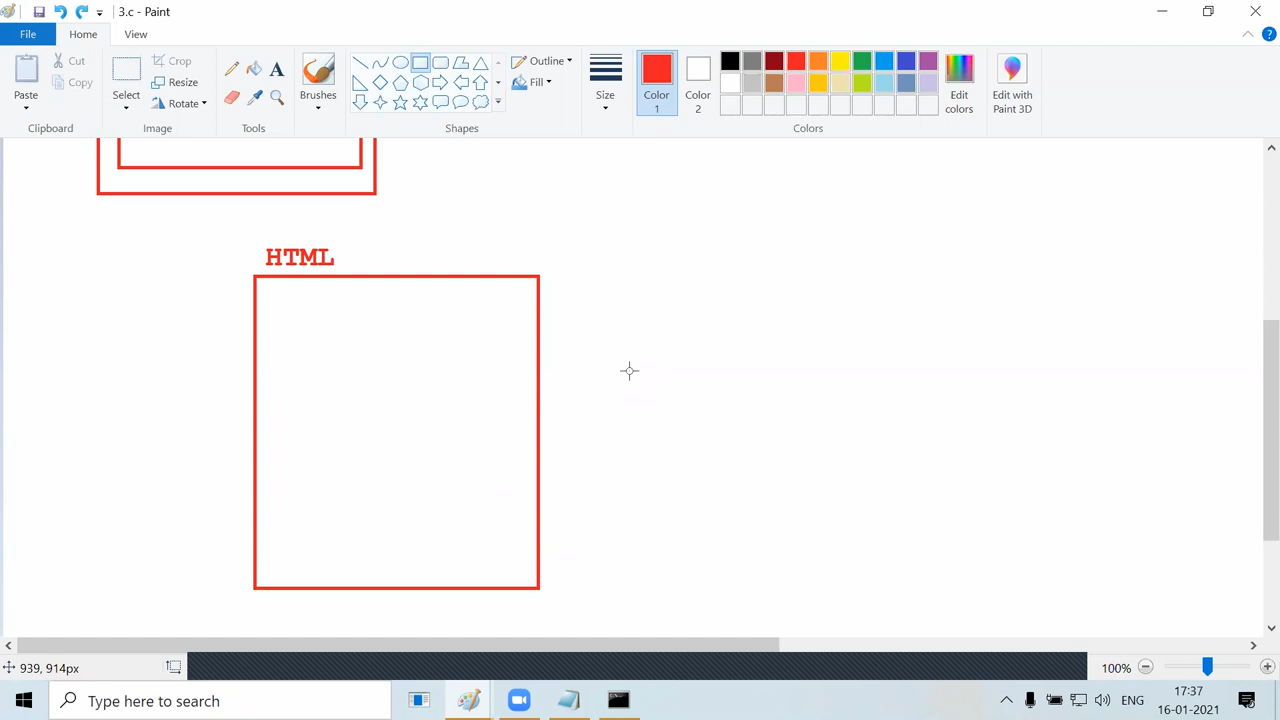 3.c - Paint
File
Home
View
Paste
Cut
Copy
Clipboard
Select
Crop
Resize
Rotate
Image
A
Tools
Brushes
Outline
Fill
Shapes
Size
Color
1
Color
2
Edit
colors
Colors
Edit with
Paint 3D
?
HTML
939, 914px
100%
Type here to search
ENG
17:37
16-01-2021